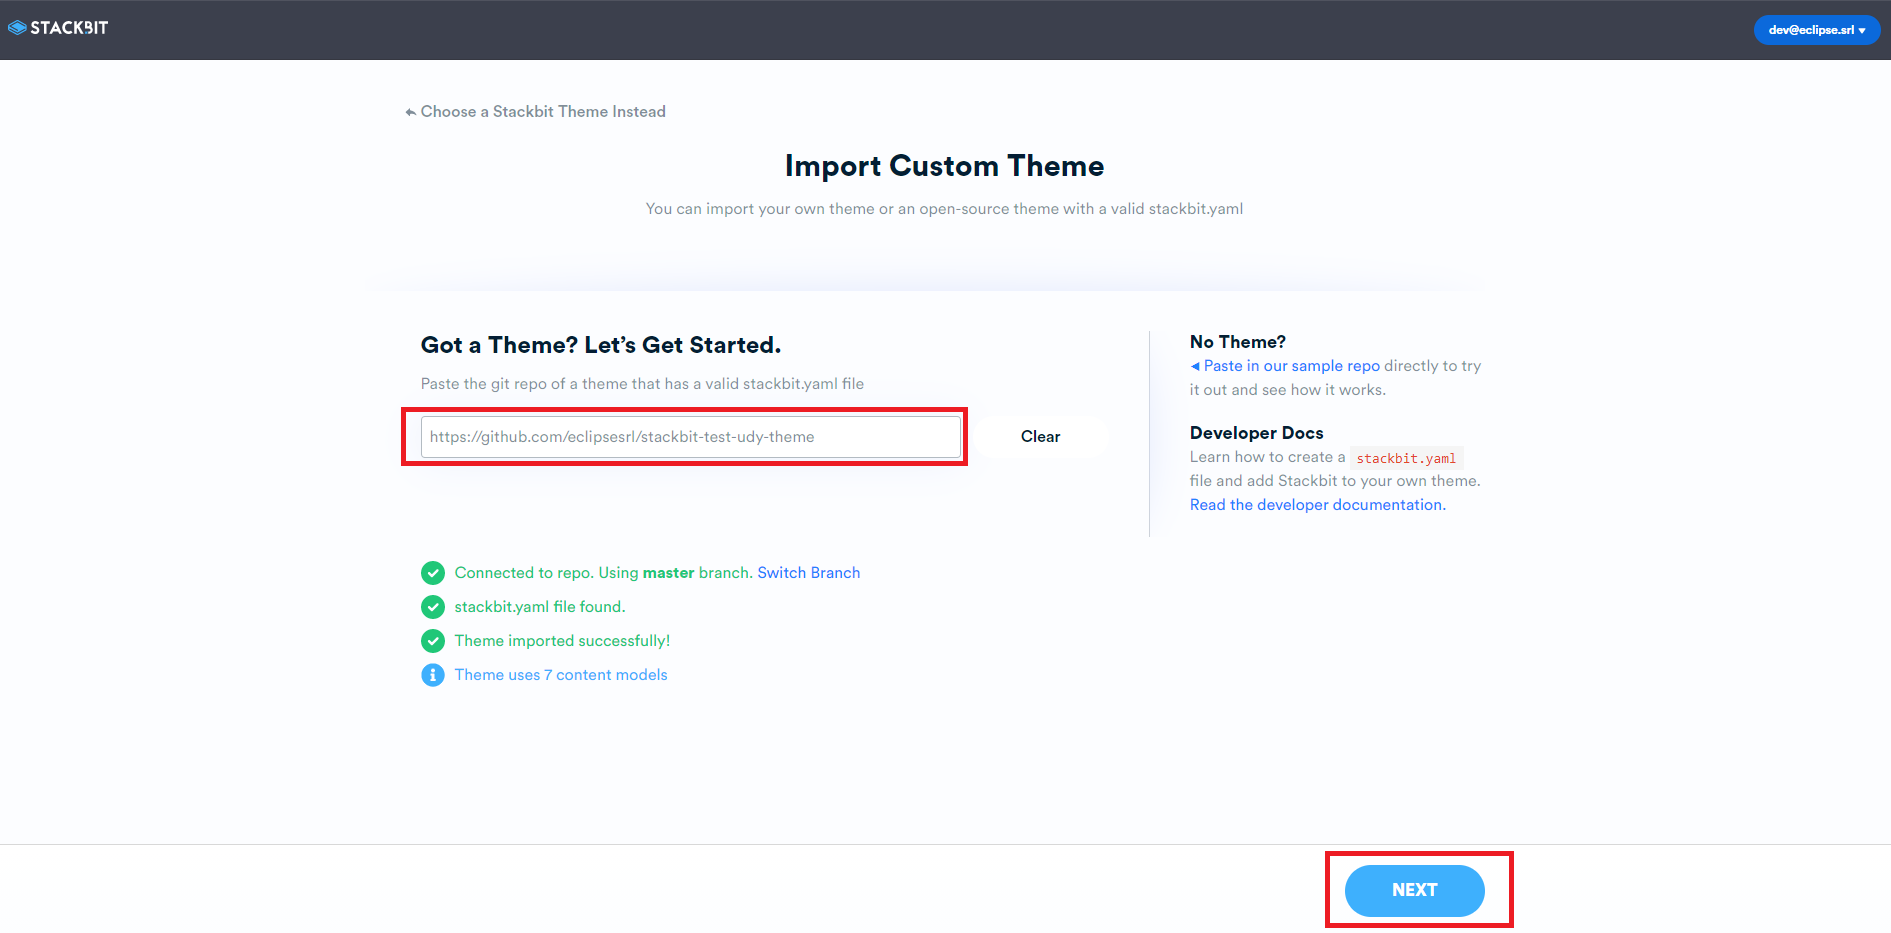 STACKBIT
dev@eclipse.srl
Choose a Stackbit Theme Instead
Import Custom Theme
You can import your own theme or an open-source theme with a valid stackbit.yaml
Got a Theme? Let's Get Started.
Paste the git repo of a theme that has a valid stackbit.yaml file
https://github.com/eclipsesrl/stackbit-test-udy-theme
Clear
No Theme?
Paste in our sample repo directly to try
it out and see how it works.
Developer Docs
Learn how to create a stackbit.yaml
file and add Stackbit to your own theme.
Read the developer documentation.
Connected to repo. Using master branch. Switch Branch
stackbit.yaml file found.
Theme imported successfully!
Theme uses 7 content models
NEXT